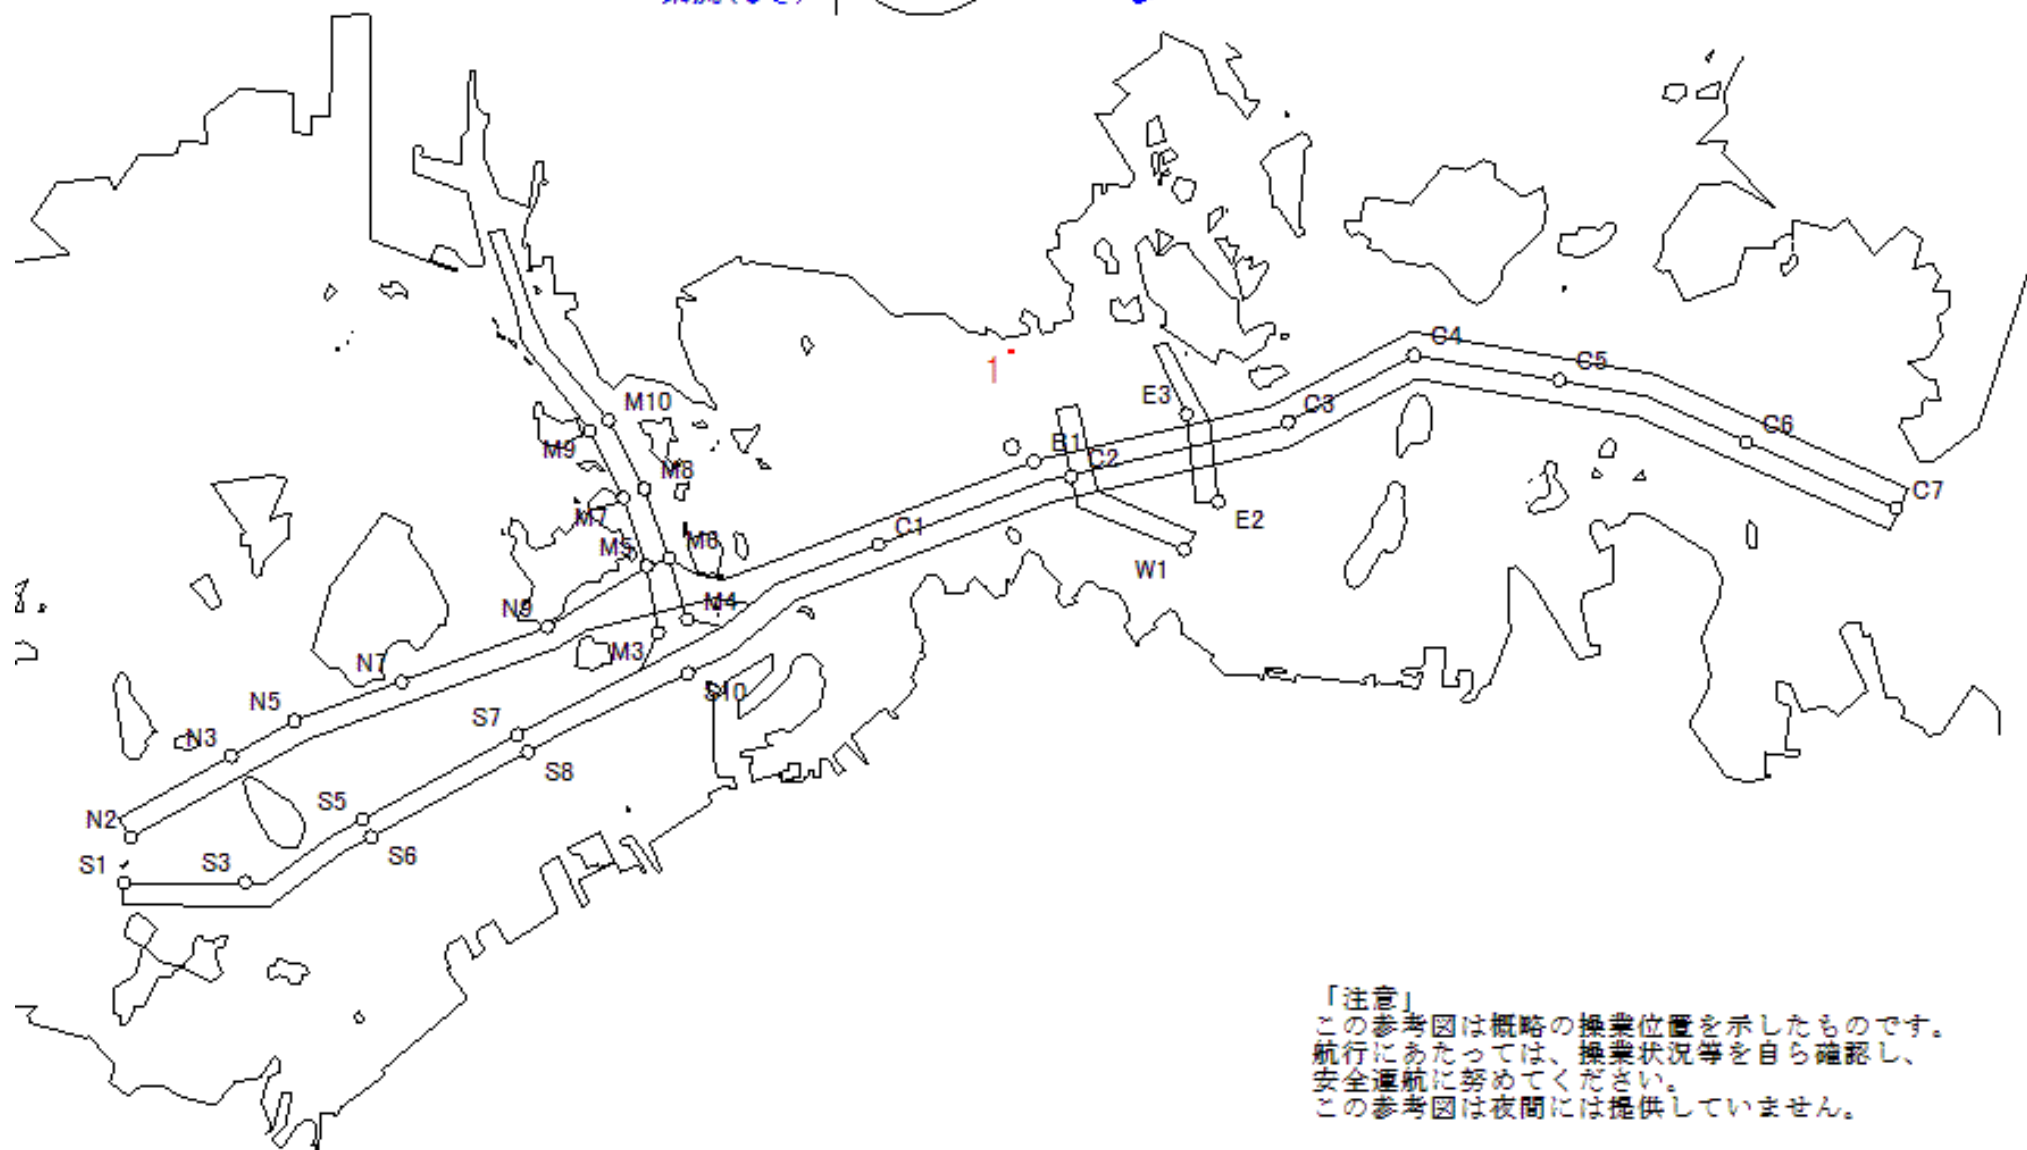 C4
C5
1
E3
M10
C3
C6
B1
M9
C2
M8
C7
M7
E2
C1
M5
M6
W1
N9
M4
M3
N7
S10
N5
S7
N3
S8
S5
N2
S6
S1
S3
「注意」
この参考図は概略の操業位置を示したものです。
航行にあたっては、操業状況等を自ら確認し、
安全運航に努めてください。
この参考図は夜間には提供していません。